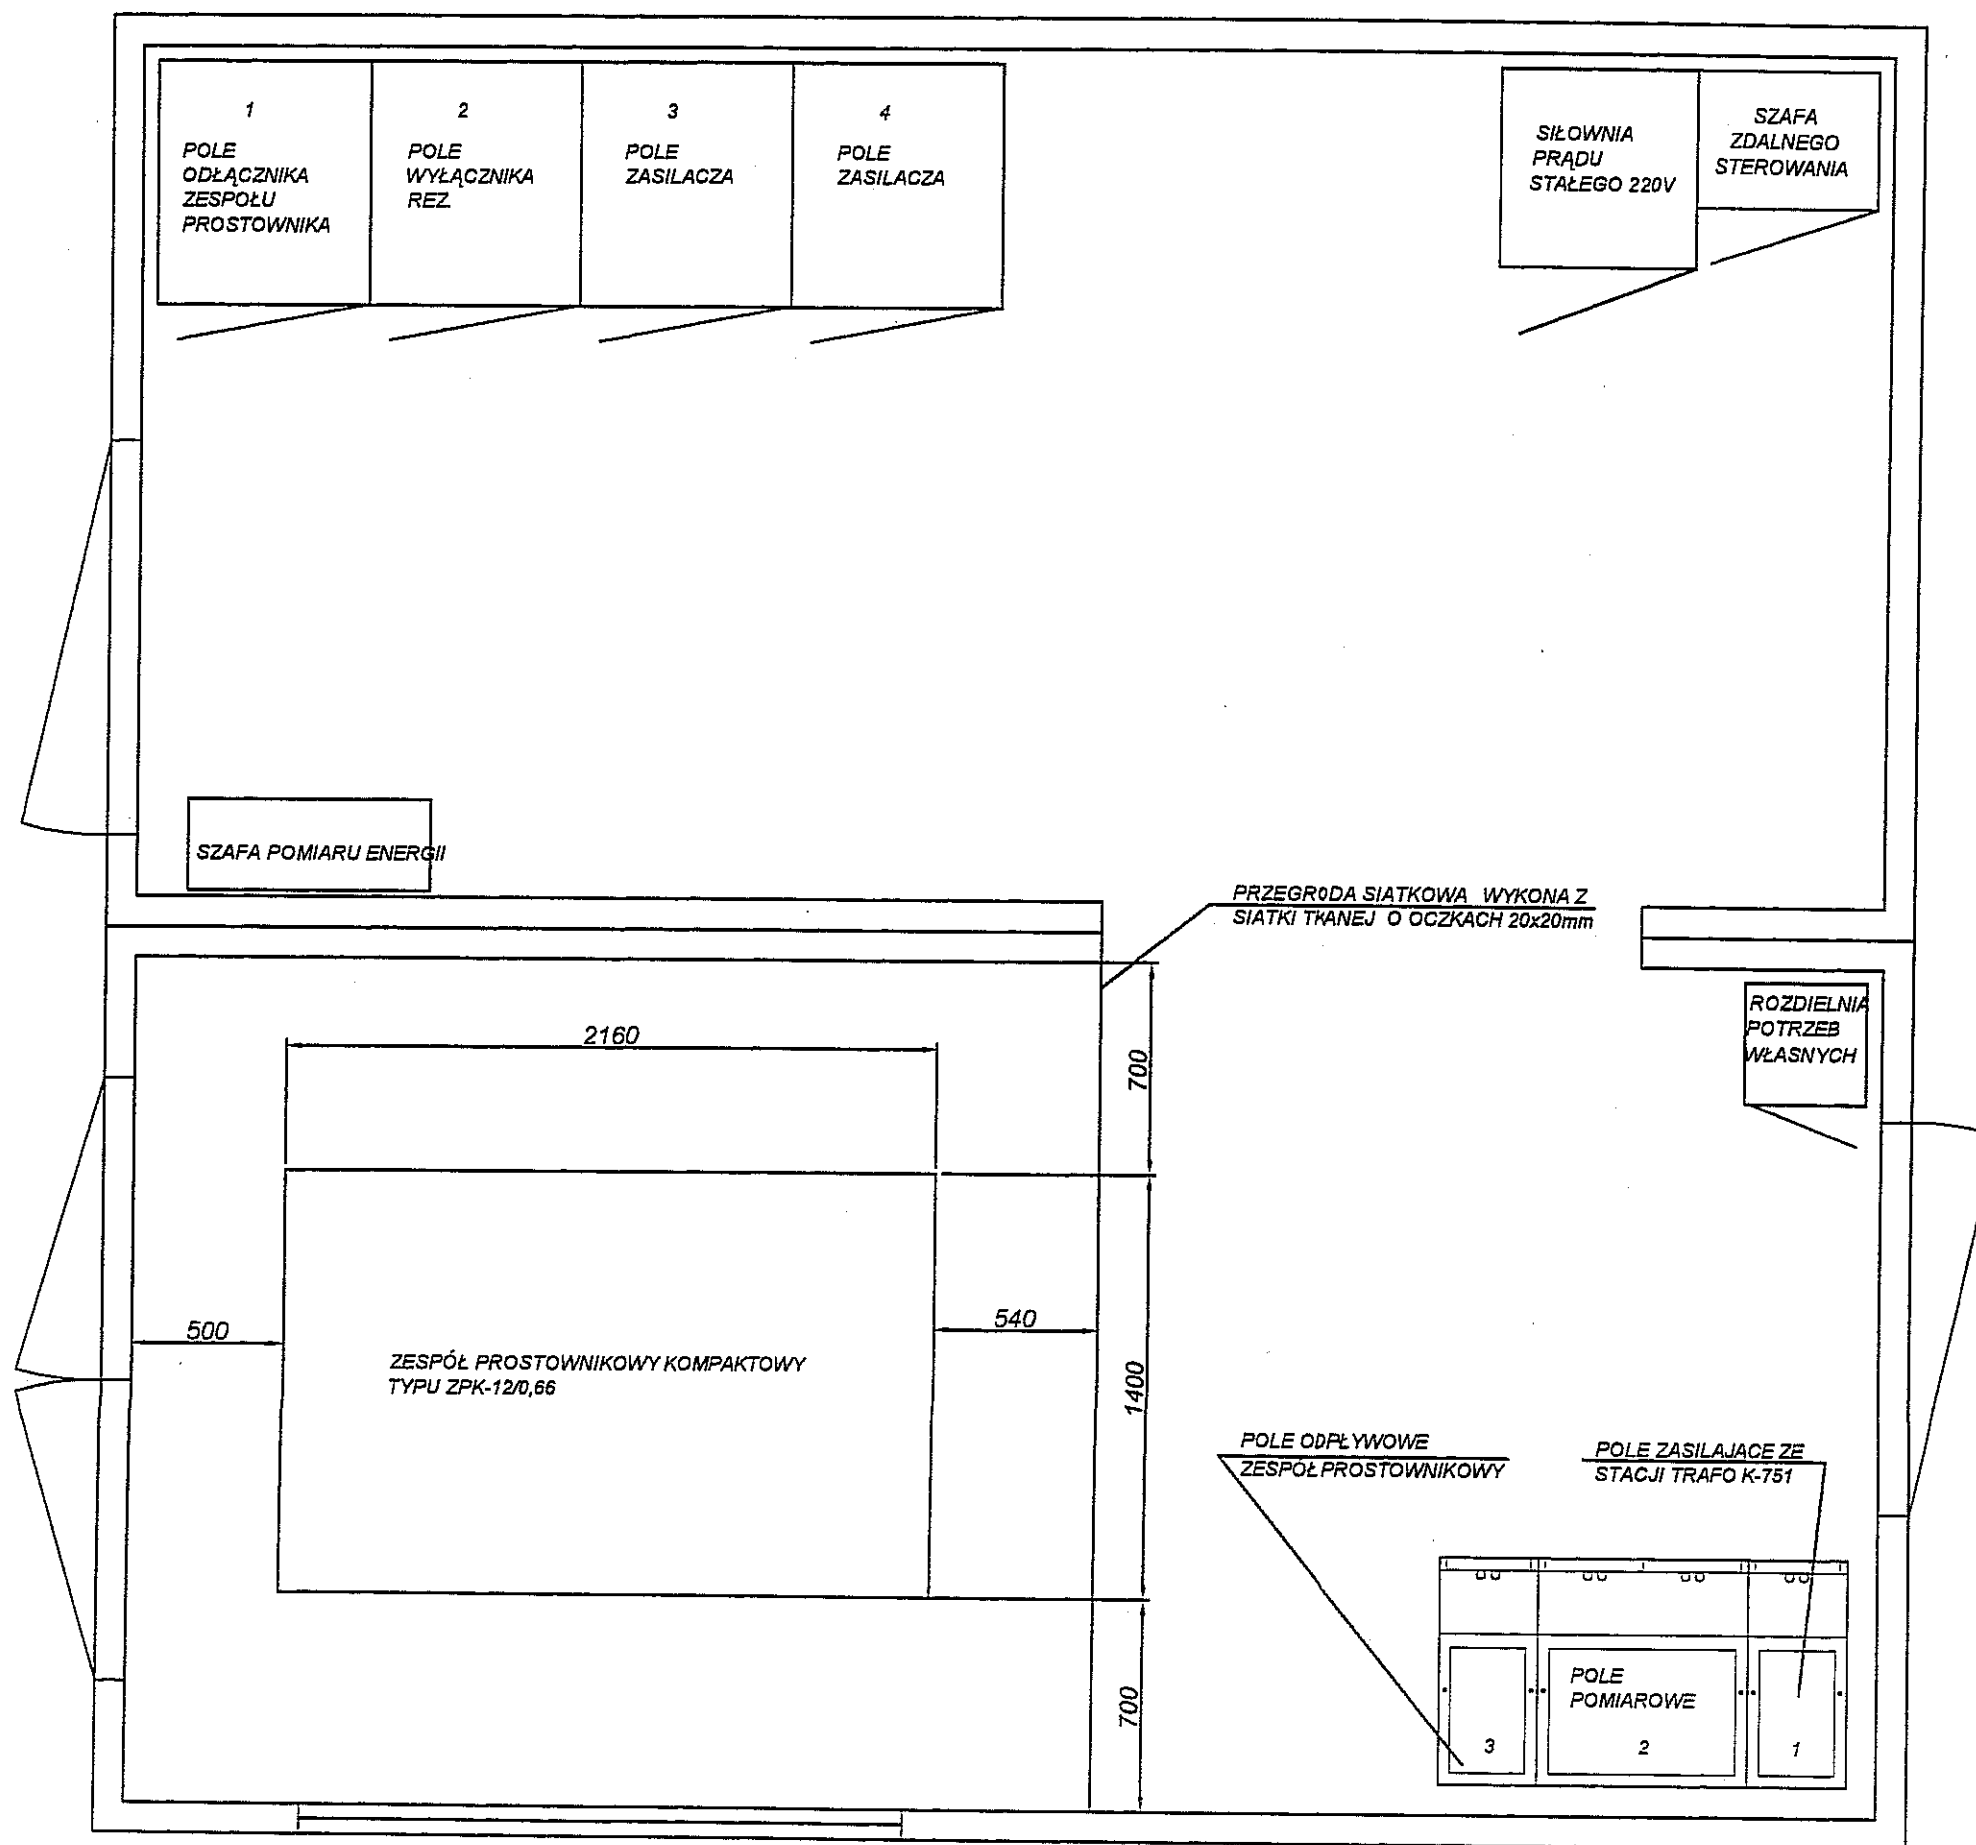 1
POLE
ODŁĄCZNIKA
ZESPOŁU
PROSTOWNIKA
2
POLE
WYŁĄCZNIKA
REZ.
3
POLE
ZASILACZA
4
POLE
ZASILACZA
SIŁOWNIA
PRĄDU
STAŁEGO 220V
SZAFA
ZDALNEGO
STEROWANIA
SZAFA POMIARU ENERGII
PRZEGR0DA SIATKOWA WYKONA Z
SIATKI TKANEJ O OCZKACH 20x20mm
ROZDIELNIA
POTRZEB
WŁASNYCH
2160
700
500
540
ZESPÓŁ PROSTOWNIKOWY KOMPAKTOWY
TYPU ZPK-12/0,66
1400
POLE ODPŁYWOWE
ZESPÓŁ PROSTOWNIKOWY
POLE ZASILAJACE ZE
STACJI TRAFO K-751
700
POLE
POMIAROWE
3
2
1